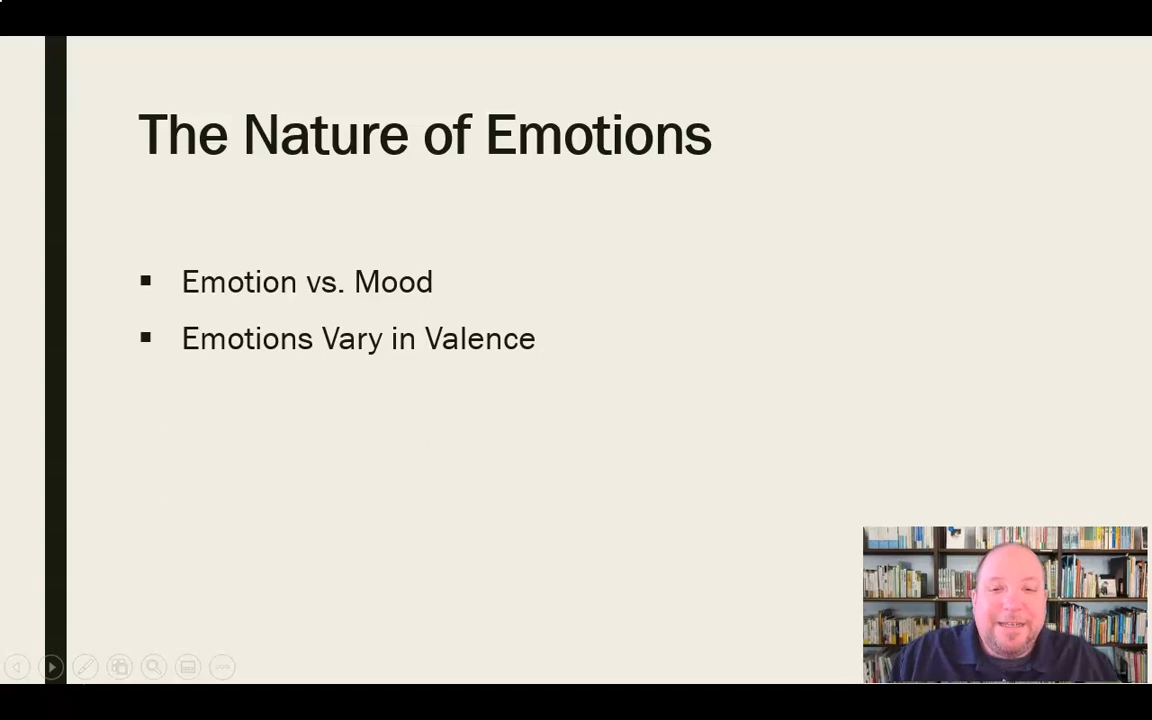 The Nature of Emotions
Emotion vs. Mood
Emotions Vary in Valence